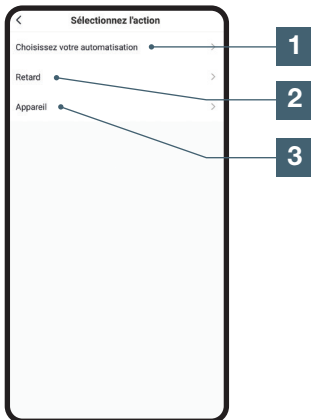 Sélectionnez l'action
Choisissez votre automatisation
1
Retard
2
Appareil
3